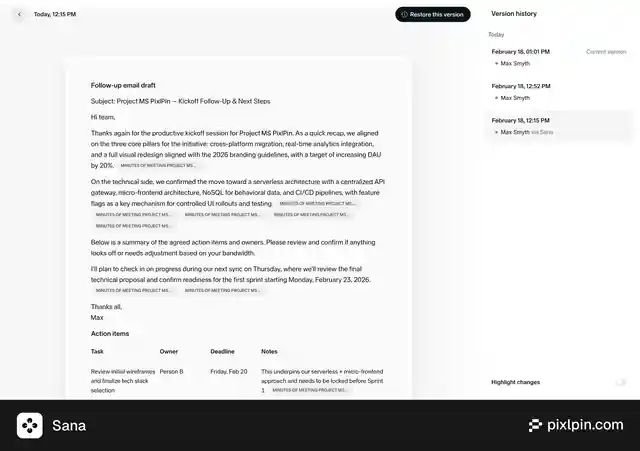 Today, 12:15 PM
Restore this version
Version history
Today
February 18, 01:01 PM Current version
Max Smyth
February 18, 12:52 PM
Max Smyth
February 18, 12:15 PM
Max Smyth via Sana
Follow-up email draft
Subject: Project MS PixlPin – Kickoff Follow-Up & Next Steps
Hi team,
Thanks again for the productive kickoff session for Project MS PixlPin. As a quick recap, we aligned
on the three core pillars for the initiative: cross-platform migration, real-time analytics integration,
and a full visual redesign aligned with the 2026 branding guidelines, with a target of increasing DAU
by 20%. MINUTES OF MEETING PROJECT MS...
On the technical side, we confirmed the move toward a serverless architecture with a centralized API
gateway, micro-frontend architecture, NoSQL for behavioral data, and CI/CD pipelines, with feature
flags as a key mechanism for controlled UI rollouts and testing. MINUTES OF MEETING PROJECT MS...
MINUTES OF MEETING PROJECT MS... MINUTES OF MEETING PROJECT MS... MINUTES OF MEETING PROJECT MS...
MINUTES OF MEETING PROJECT MS...
Below is a summary of the agreed action items and owners. Please review and confirm if anything
looks off or needs adjustment based on your bandwidth.
I'll plan to check in on progress during our next sync on Thursday, where we'll review the final
technical proposal and confirm readiness for the first sprint starting Monday, February 23, 2026.
MINUTES OF MEETING PROJECT MS... MINUTES OF MEETING PROJECT MS...
Thanks all,
Max
Action items
Task Owner Deadline Notes
Review initial wireframes Person B Friday, Feb 20 This underpins our serverless + micro-frontend
and finalize tech stack approach and needs to be locked before Sprint
selection 1 MINUTES OF MEETING PROJECT MS...
Highlight changes
Sana
pixlpin.com